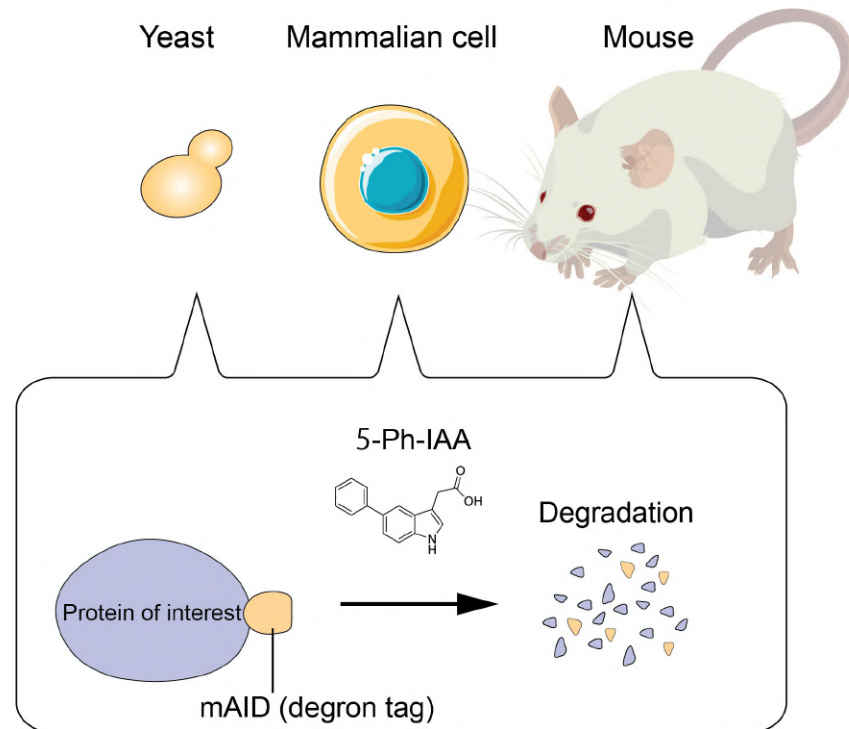 Yeast
Mammalian cell
Mouse
5-Ph-IAA
O
OH
N
H
Degradation
Protein of interest
mAID (degron tag)